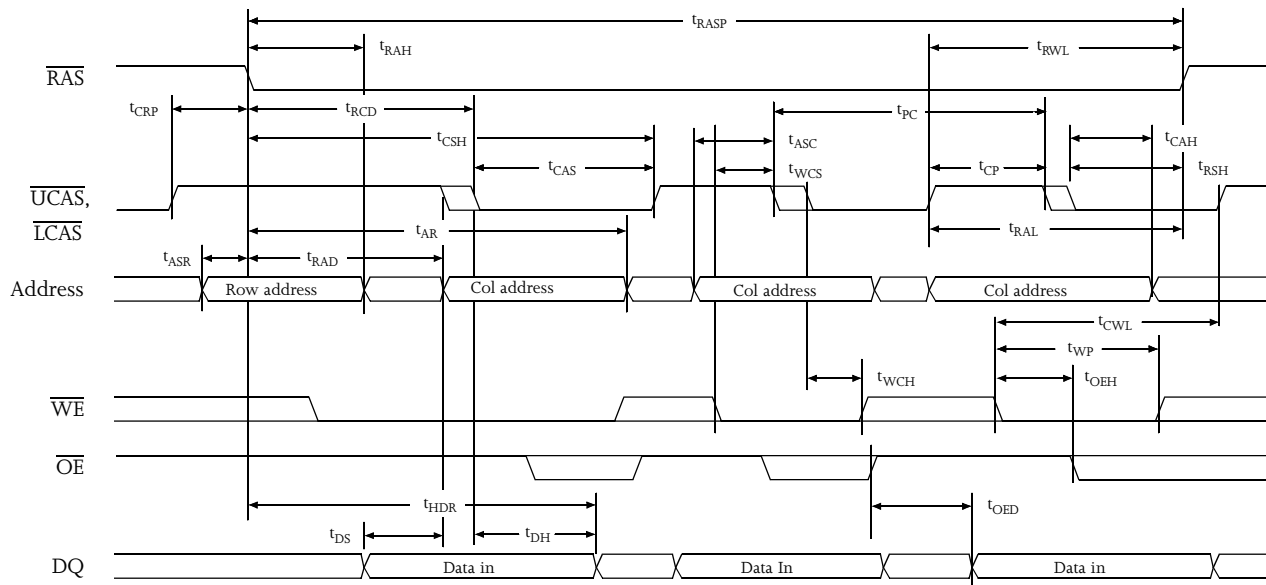 tRASP
tRAH
tRWL
RAS
tCRP
tRCD
tPC
tCSH
tASC
tCAH
tCAS
tWCS
tCP
tRSH
UCAS,
LCAS
tAR
tRAL
tASR
tRAD
Address
Row address
Col address
Col address
Col address
tCWL
tWP
tWCH
tOEH
WE
OE
tHDR
tOED
tDS
tDH
DQ
Data in
Data In
Data in